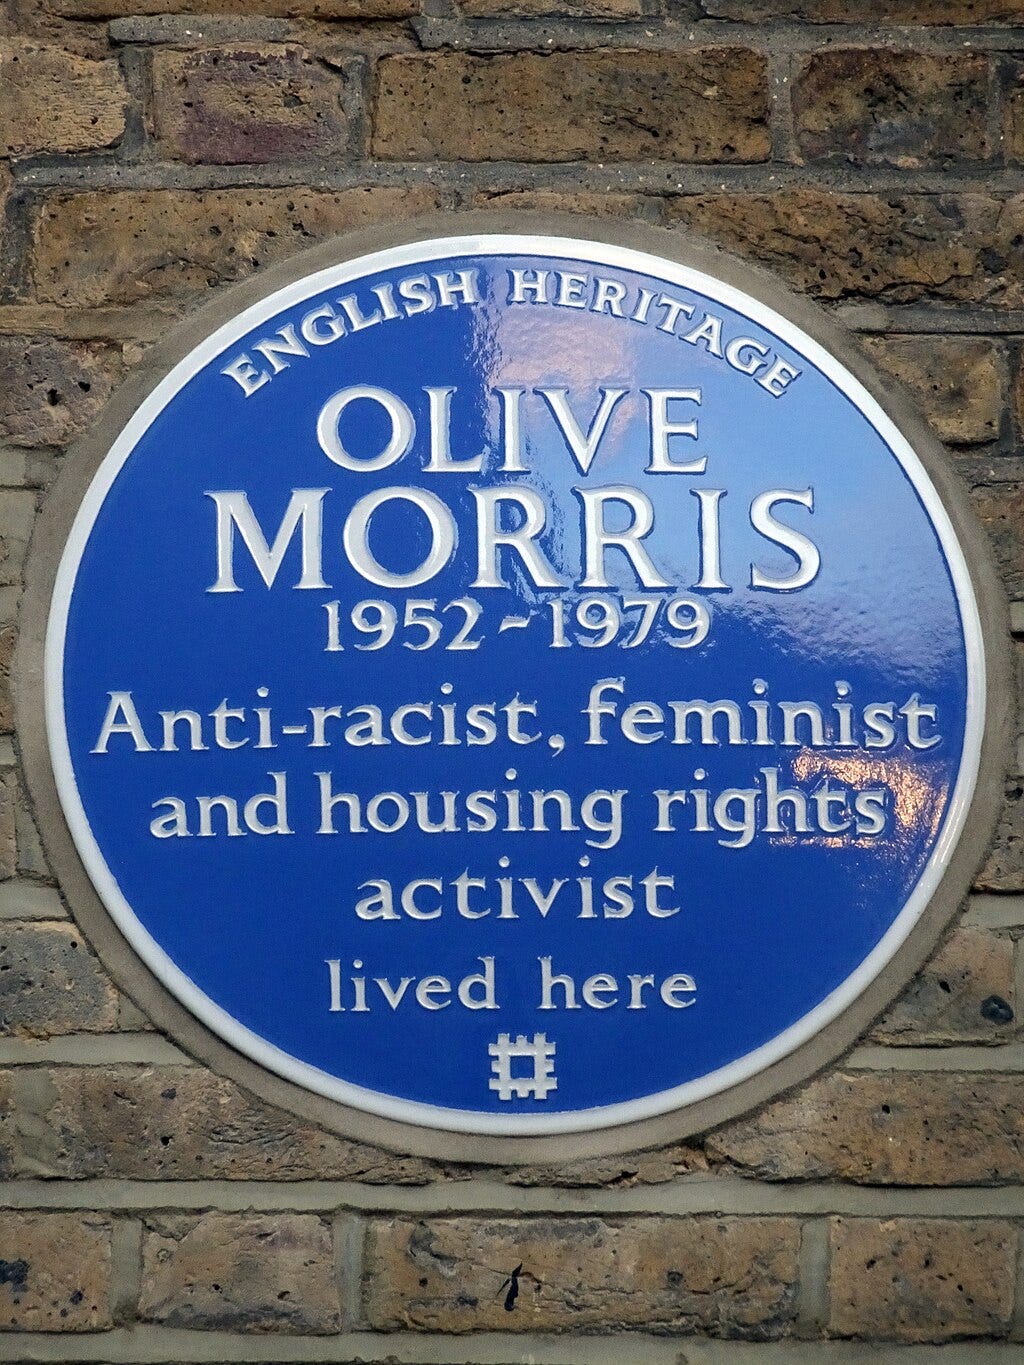 ENGLISH HERITAGE
OLIVE
MORRIS
1952-1979
Anti-racist, feminist
and housing rights
activist
lived here